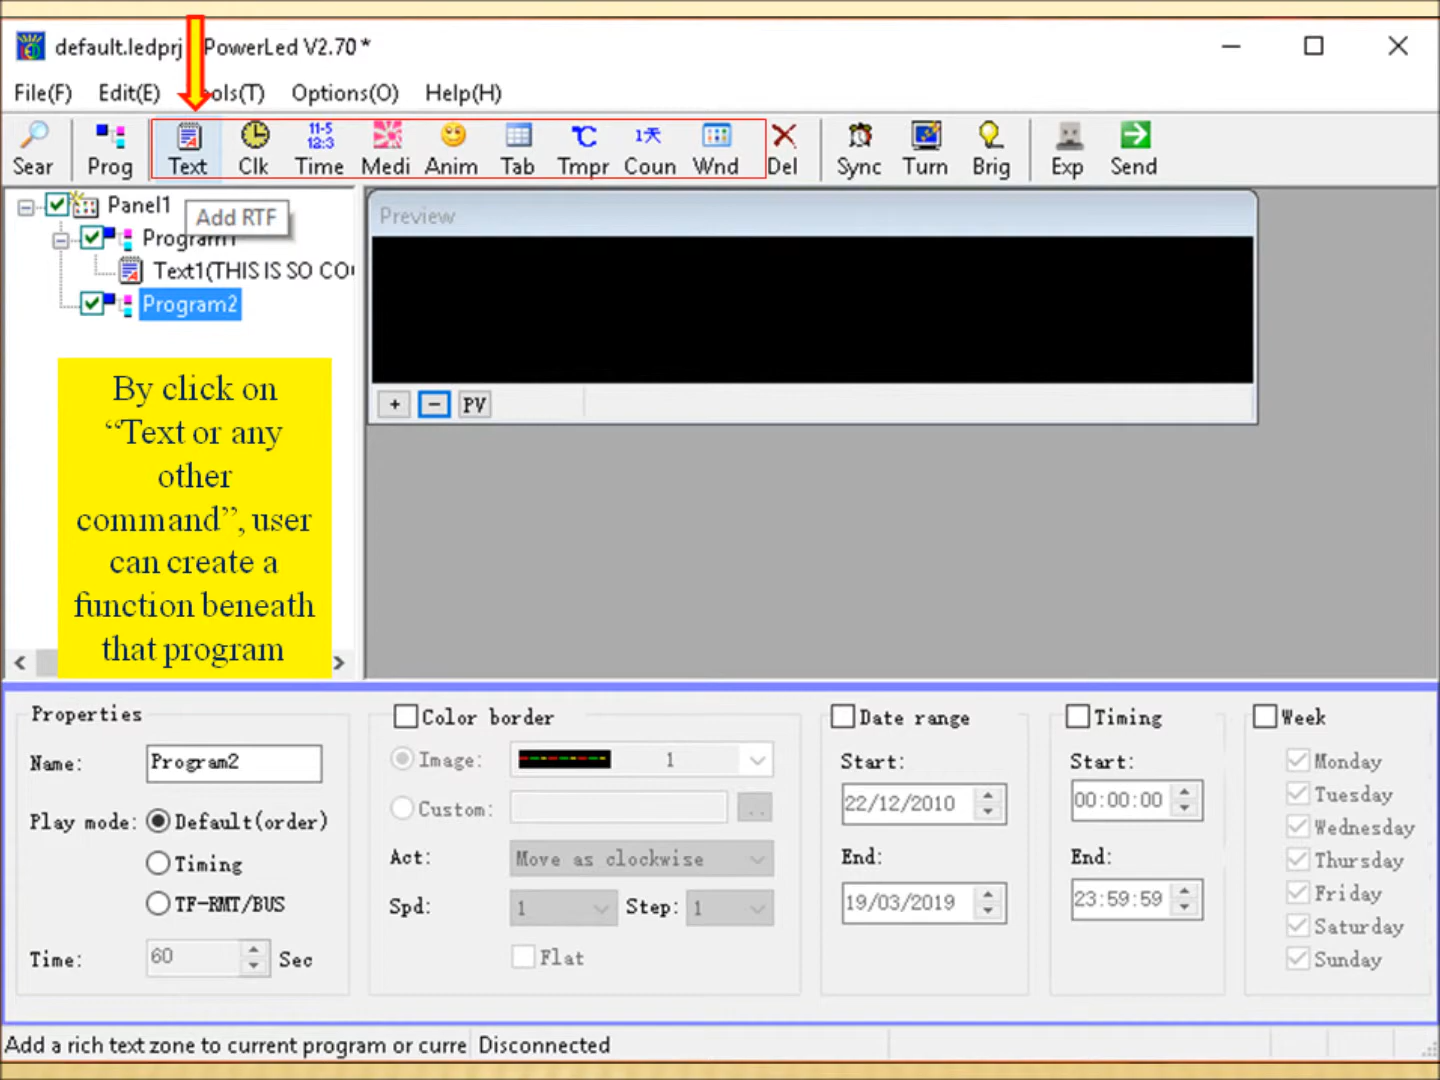 default.ledprj PowerLed V2.70 *
File(F) Edit(E) ols(T) Options(O) Help(H)
11-5
12:3
℃
1天
Sear Prog Text Clk Time Medi Anim Tab Tmpr Coun Wnd Del Sync Turn Brig Exp Send
Panel1
Add RTF
Program1
Text1(THIS IS SO CO
Program2
Preview
+ - PV
By click on
“Text or any
other
command”, user
can create a
function beneath
that program
Properties
Name: Program2
Play mode: Default(order)
Timing
TF-RMT/BUS
Time: 60 Sec
Color border
Image: 1
Custom: ..
Act: Move as clockwise
Spd: 1 Step: 1
Flat
Date range
Start:
22/12/2010
End:
19/03/2019
Timing
Start:
00:00:00
End:
23:59:59
Week
Monday
Tuesday
Wednesday
Thursday
Friday
Saturday
Sunday
Add a rich text zone to current program or curre Disconnected